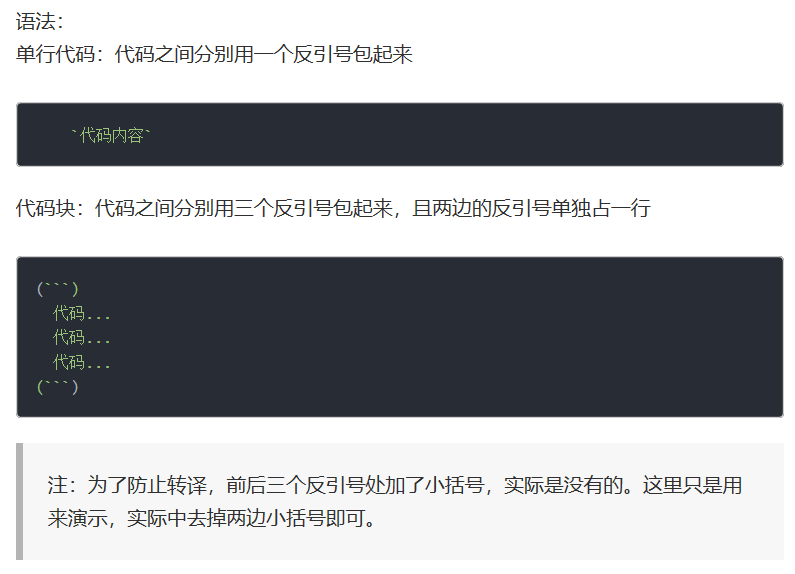 语法：
单行代码：代码之间分别用一个反引号包起来
`代码内容`
代码块：代码之间分别用三个反引号包起来，且两边的反引号单独占一行
(```)
代码...
代码...
代码...
(```)
注：为了防止转译，前后三个反引号处加了小括号，实际是没有的。这里只是用
来演示，实际中去掉两边小括号即可。